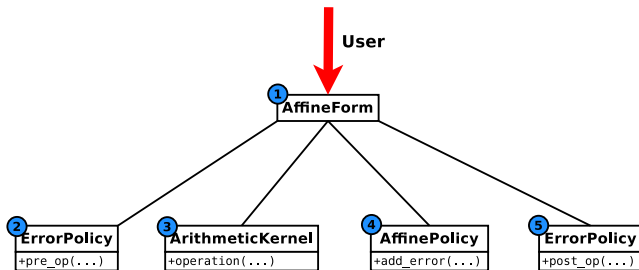 User
1
AffineForm
2
ErrorPolicy
+pre_op(...)
3
ArithmeticKernel
+operation(...)
4
AffinePolicy
+add_error(...)
5
ErrorPolicy
+post_op(...)